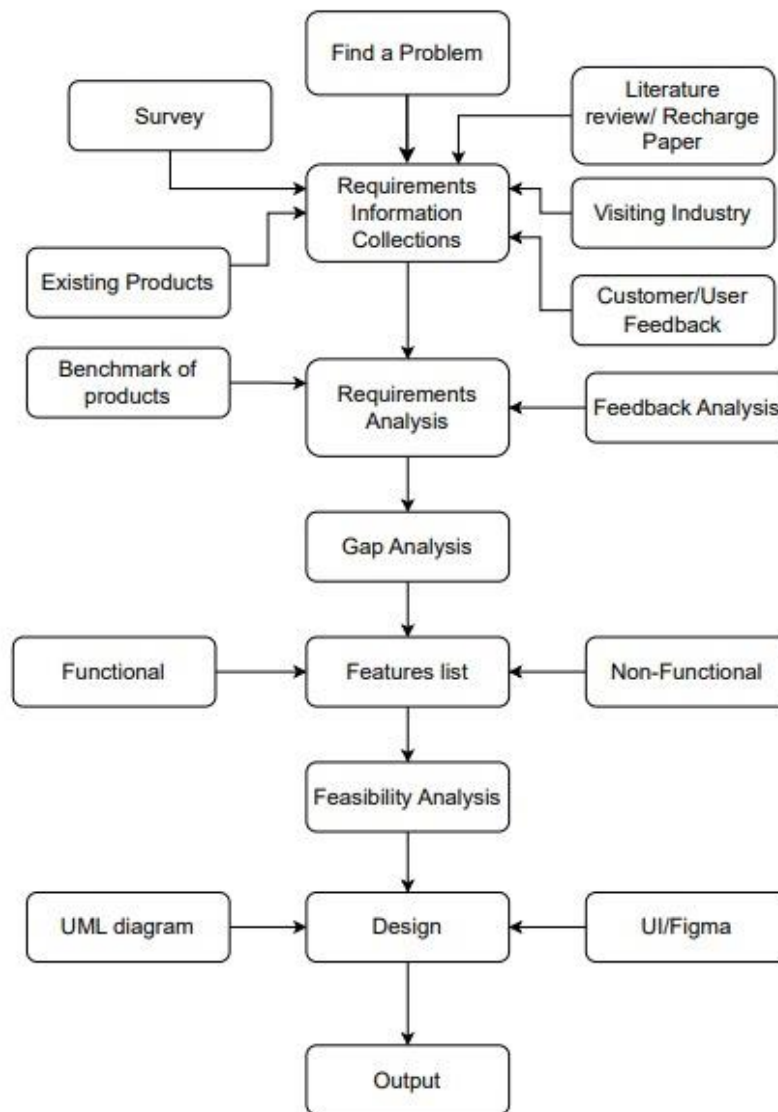 Find a Problem
Survey
Literature
review/ Recharge
Paper
Requirements
Information
Collections
Visiting Industry
Existing Products
Customer/User
Feedback
Benchmark of
products
Requirements
Analysis
Feedback Analysis
Gap Analysis
Functional
Features list
Non-Functional
Feasibility Analysis
UML diagram
Design
UI/Figma
Output